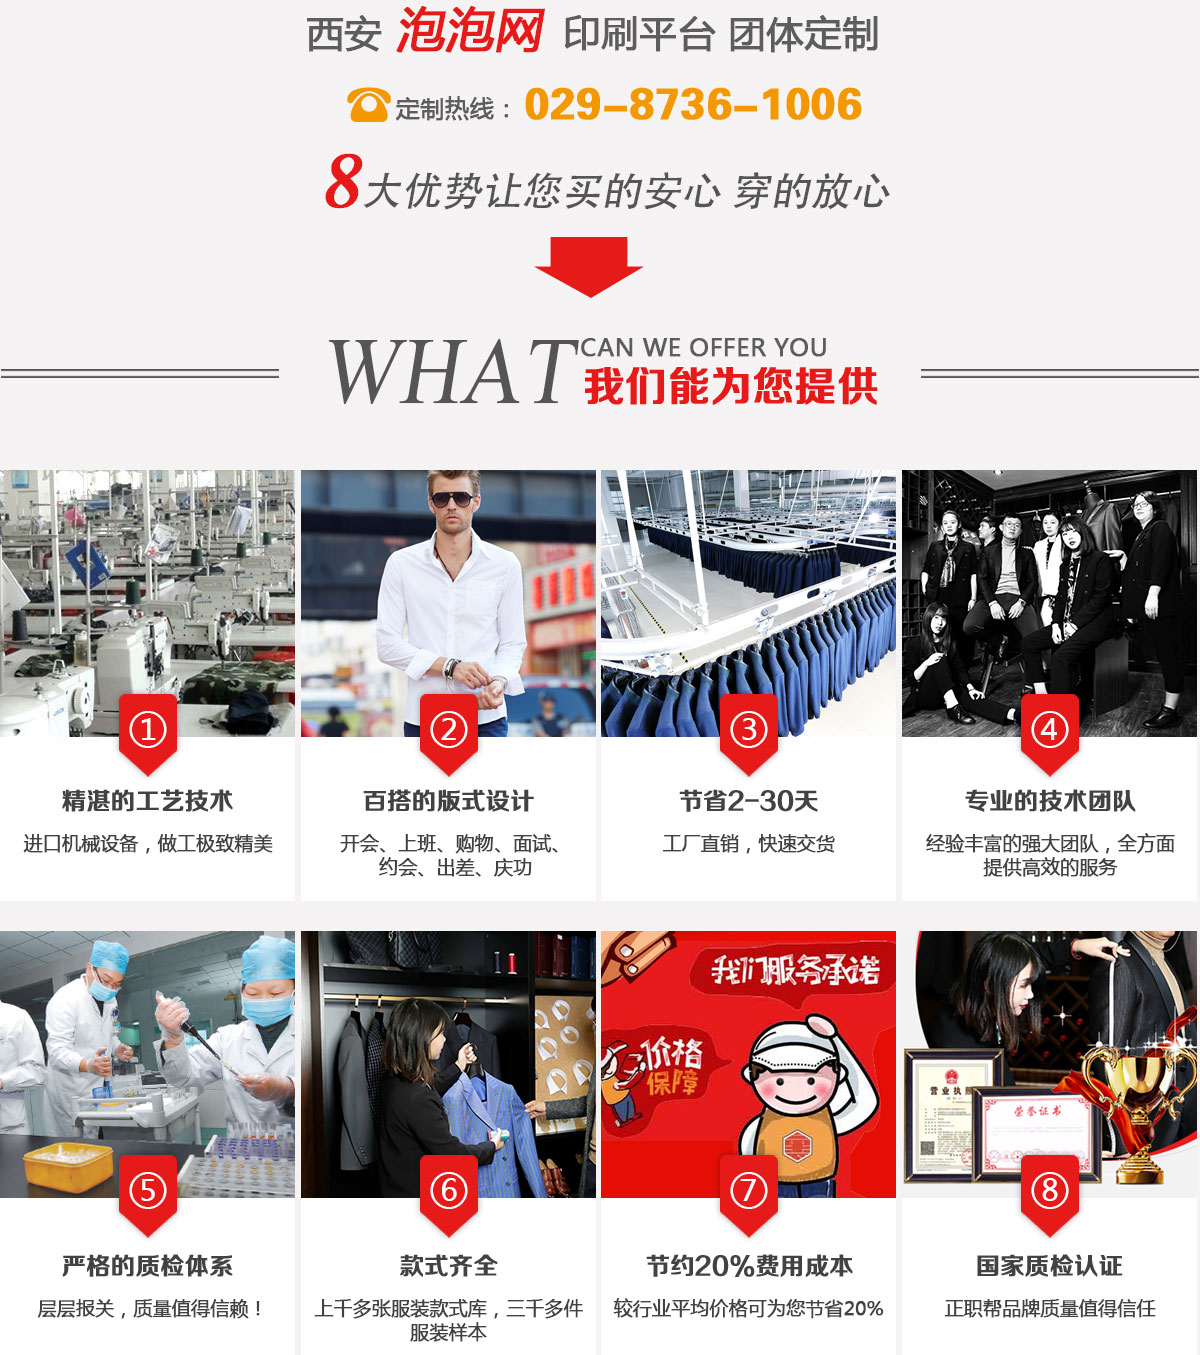 西安 泡泡网 印刷平台 团体定制
定制热线： 029-8736-1006
8大优势让您买的安心 穿的放心
WHAT CAN WE OFFER YOU
我们能为您提供
①
②
③
④
精湛的工艺技术
进口机械设备，做工极致精美
百搭的版式设计
开会、上班、购物、面试、
约会、出差、庆功
节省2-30天
工厂直销，快速交货
专业的技术团队
经验丰富的强大团队，全方面
提供高效的服务
我们服务承诺
价格
保障
营业执照
荣誉证书
⑤
⑥
⑦
⑧
严格的质检体系
层层报关，质量值得信赖！
款式齐全
上千多张服装款式库，三千多件
服装样本
节约20%费用成本
较行业平均价格可为您节省20%
国家质检认证
正职帮品牌质量值得信任